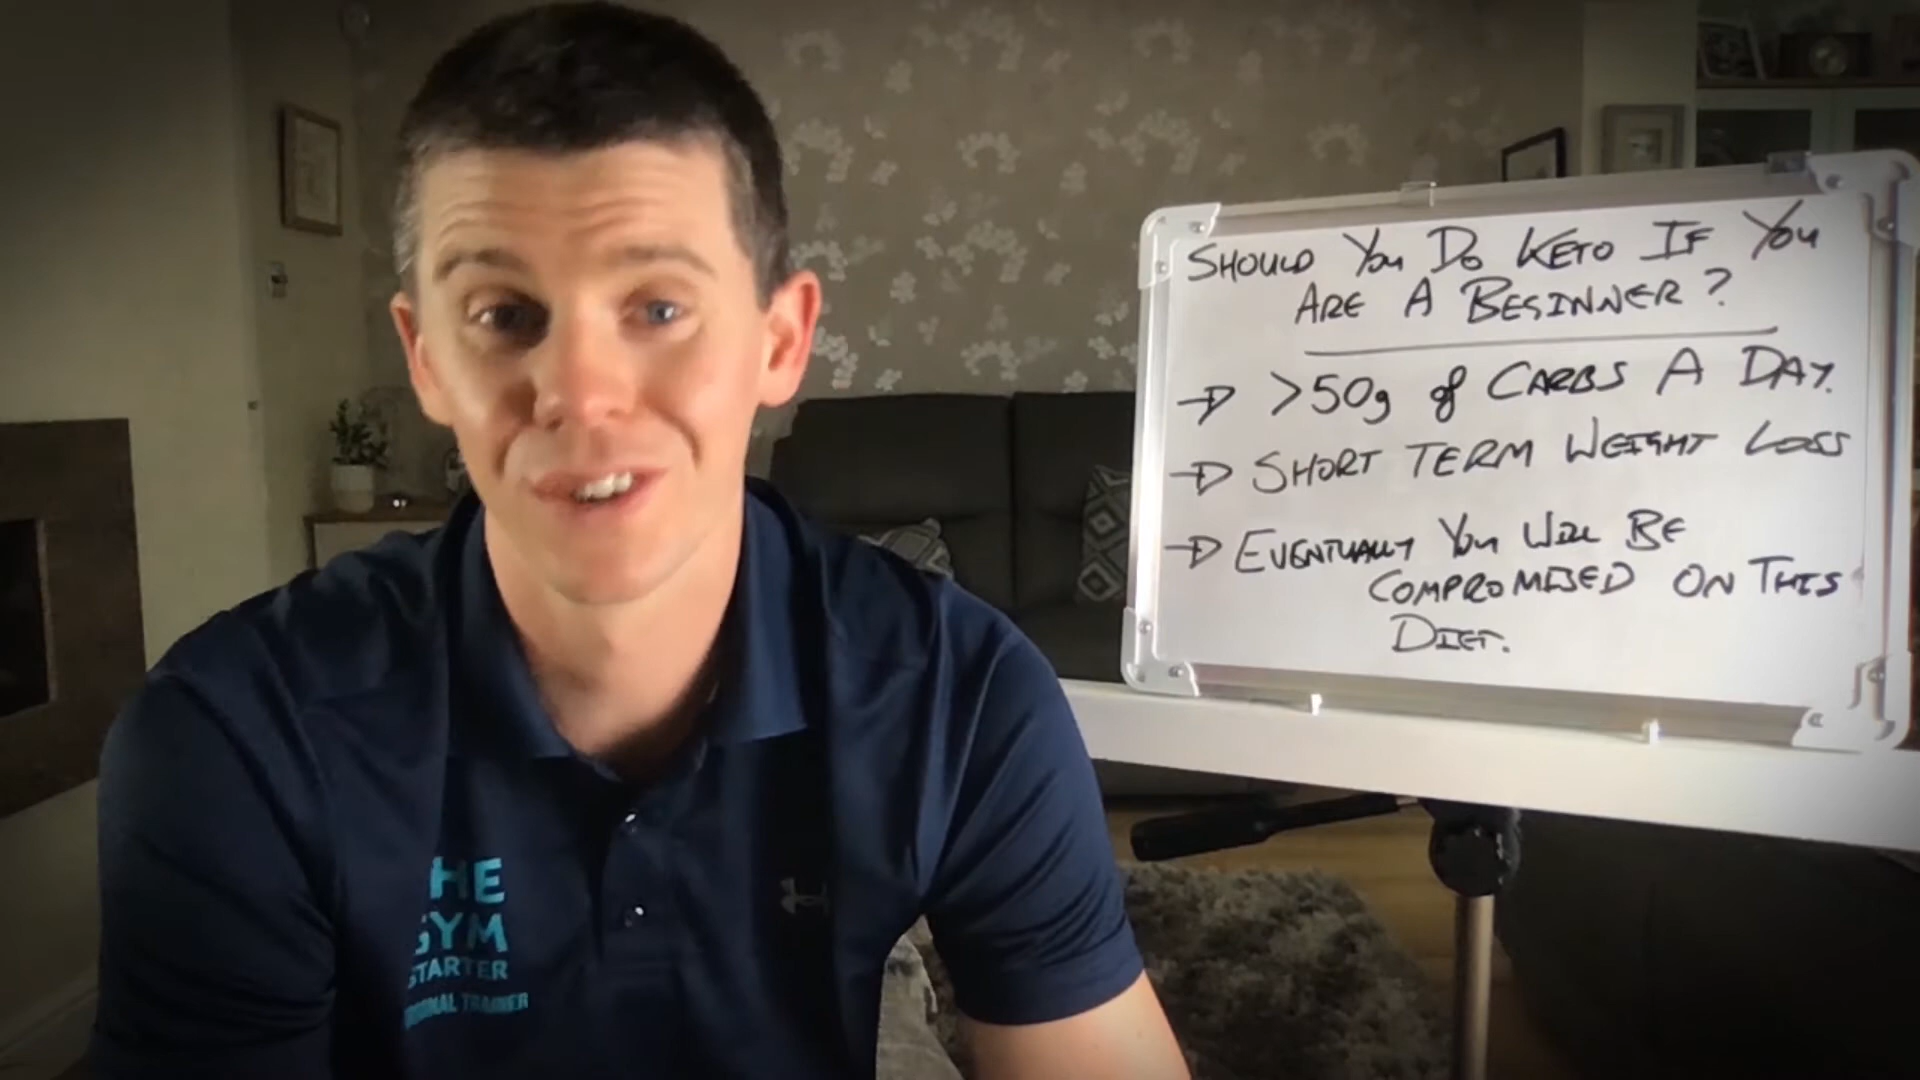 SHOULD YOU DO KETO IF YOU
ARE A BEGINNER?
→ >50g of CARBS A DAY.
→ SHORT TERM WEIGHT LOSS
→ EVENTUALLY YOU WILL BE
COMPROMISED ON THIS
DIET.
HE
GYM
STARTER
TRAINER